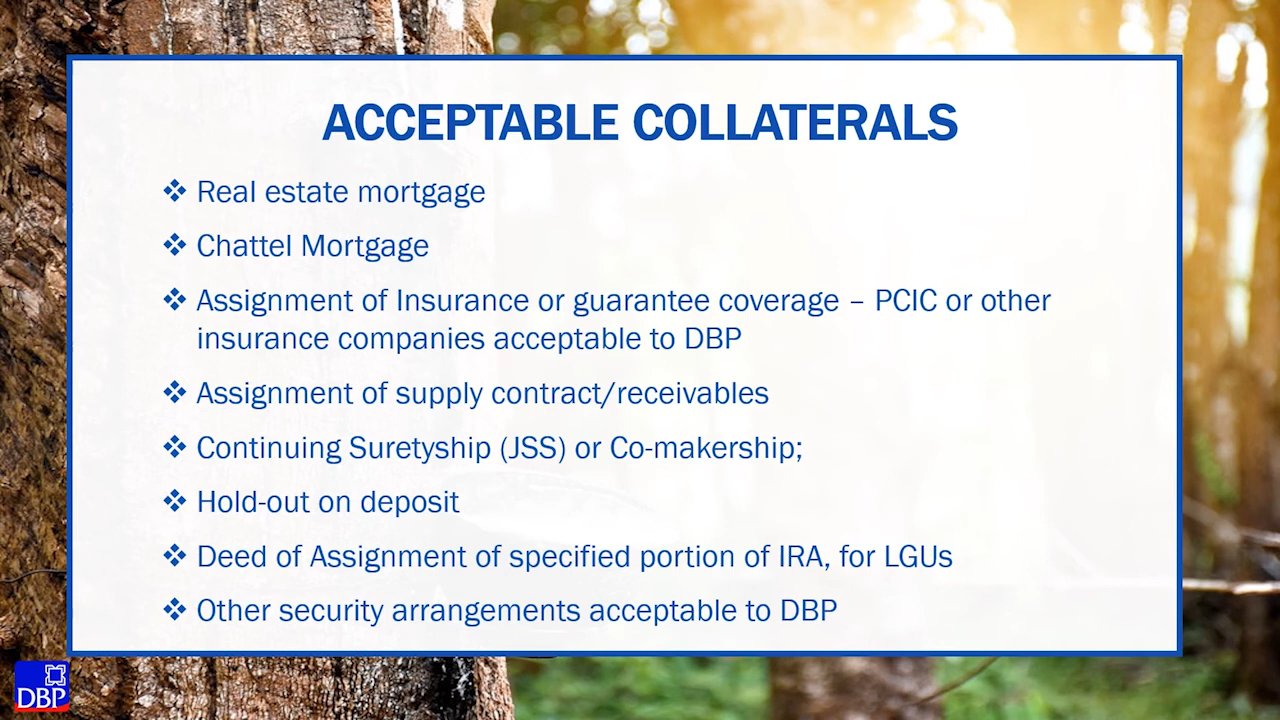 ACCEPTABLE COLLATERALS
❖ Real estate mortgage
❖ Chattel Mortgage
❖ Assignment of Insurance or guarantee coverage – PCIC or other
insurance companies acceptable to DBP
❖ Assignment of supply contract/receivables
❖ Continuing Suretyship (JSS) or Co-makership;
❖ Hold-out on deposit
❖ Deed of Assignment of specified portion of IRA, for LGUs
❖ Other security arrangements acceptable to DBP
DBP